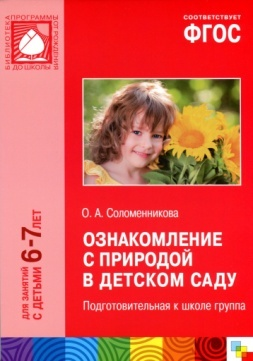 БИБЛИОТЕКА ПРОГРАММЫ
ОТ РОЖДЕНИЯ
ДО ШКОЛЫ
СООТВЕТСТВУЕТ
ФГОС
О. А. Соломенникова
ОЗНАКОМЛЕНИЕ
С ПРИРОДОЙ
В ДЕТСКОМ САДУ
Подготовительная к школе группа
ДЛЯ ЗАНЯТИЙ
С ДЕТЬМИ 6-7 ЛЕТ